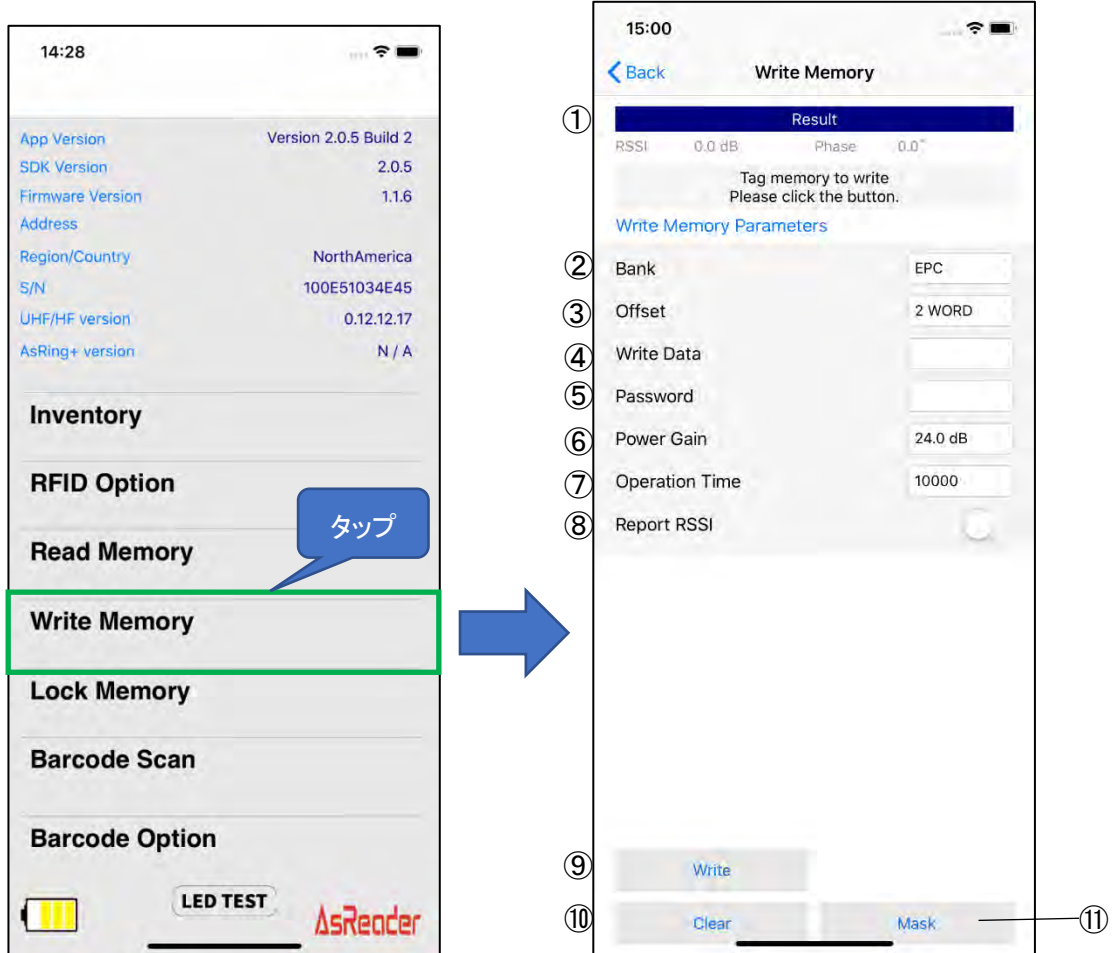 14:28
App Version Version 2.0.5 Build 2
SDK Version 2.0.5
Firmware Version 1.1.6
Address
Region/Country NorthAmerica
S/N 100E51034E45
UHF/HF version 0.12.12.17
AsRing+ version N / A
Inventory
RFID Option
タップ
Read Memory
Write Memory
Lock Memory
Barcode Scan
Barcode Option
LED TEST
AsReader
15:00
Back Write Memory
① Result
RSSI 0.0 dB Phase 0.0˚
Tag memory to write
Please click the button.
Write Memory Parameters
② Bank EPC
③ Offset 2 WORD
④ Write Data
⑤ Password
⑥ Power Gain 24.0 dB
⑦ Operation Time 10000
⑧ Report RSSI
⑨ Write
⑩ Clear Mask ⑪